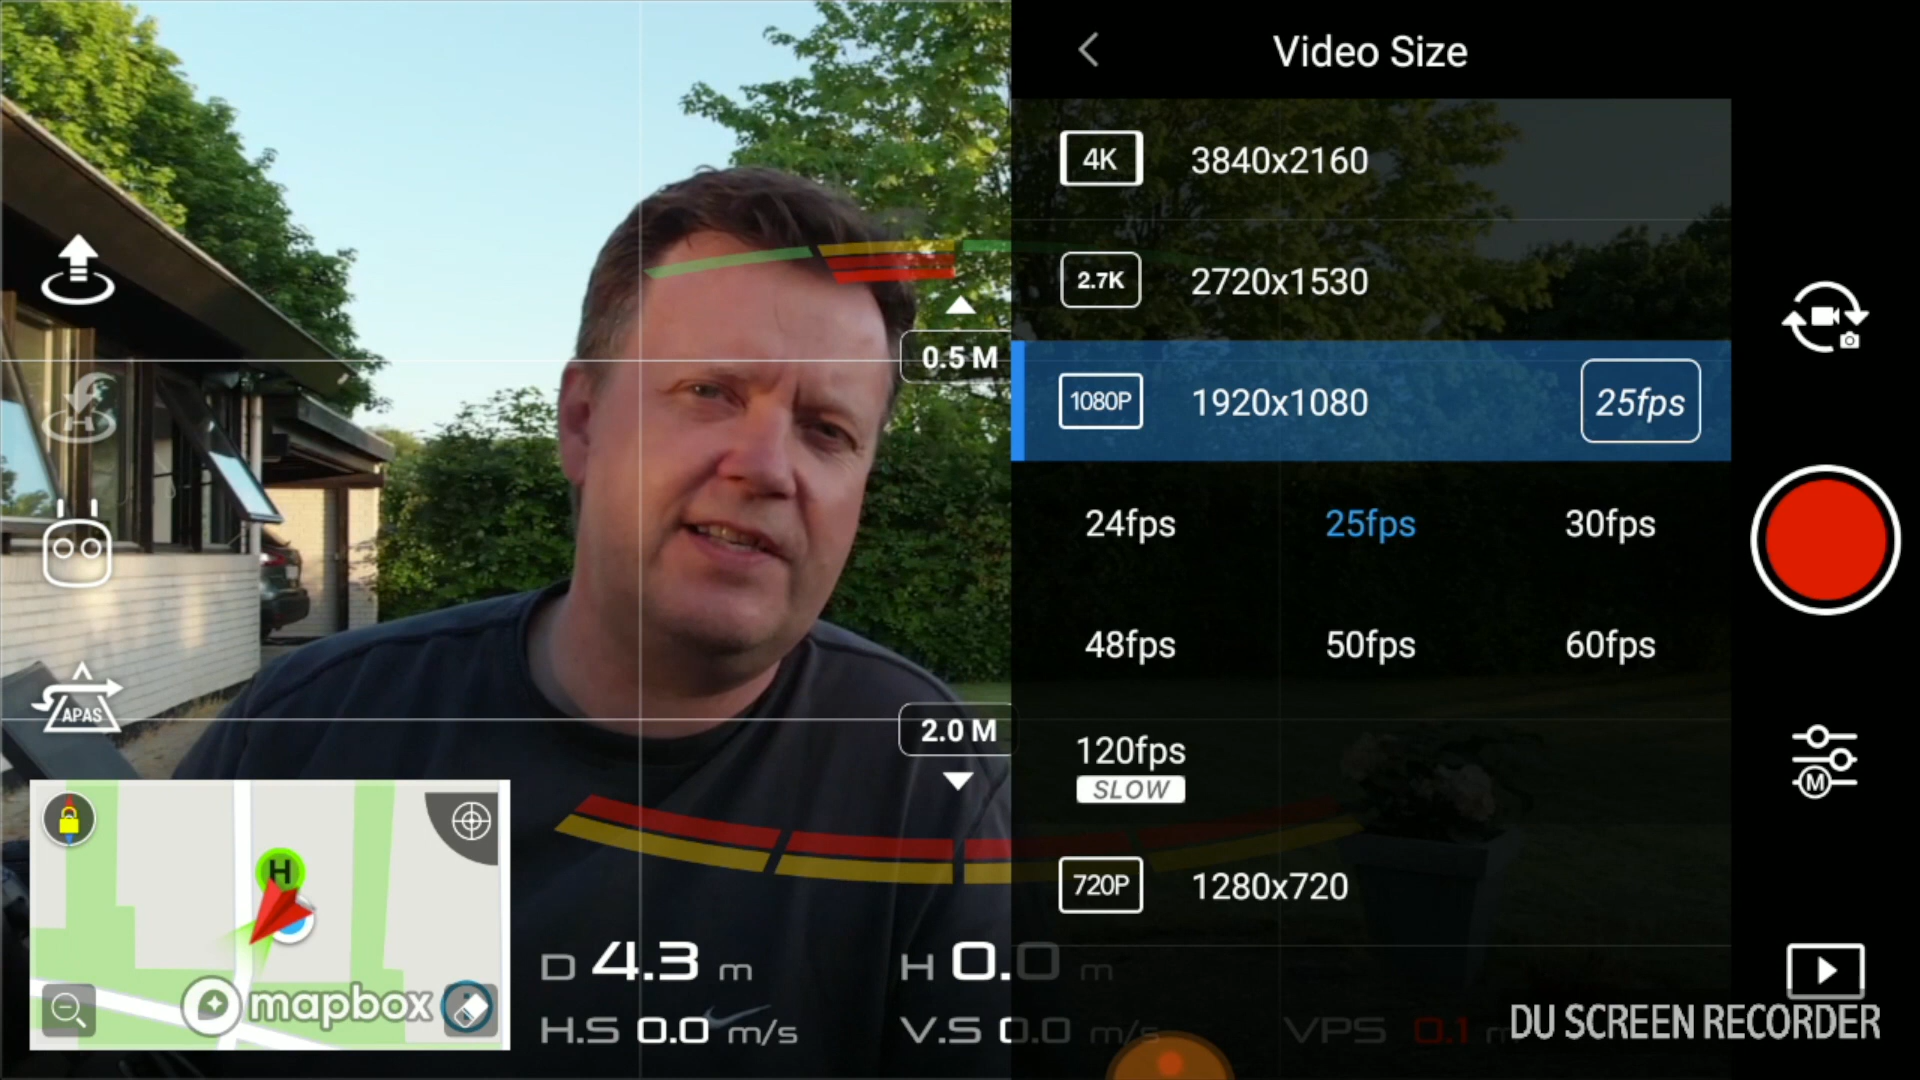 Video Size
4K 3840x2160
2.7K 2720x1530
1080P 1920x1080 25fps
24fps 25fps 30fps
48fps 50fps 60fps
120fps
SLOW
720P 1280x720
0.5 M
2.0 M
APAS
H
H
mapbox
D 4.3 m H 0.0 m
H.S 0.0 m/s V.S 0.0 m/s VPS 0.1 m
M
DU SCREEN RECORDER